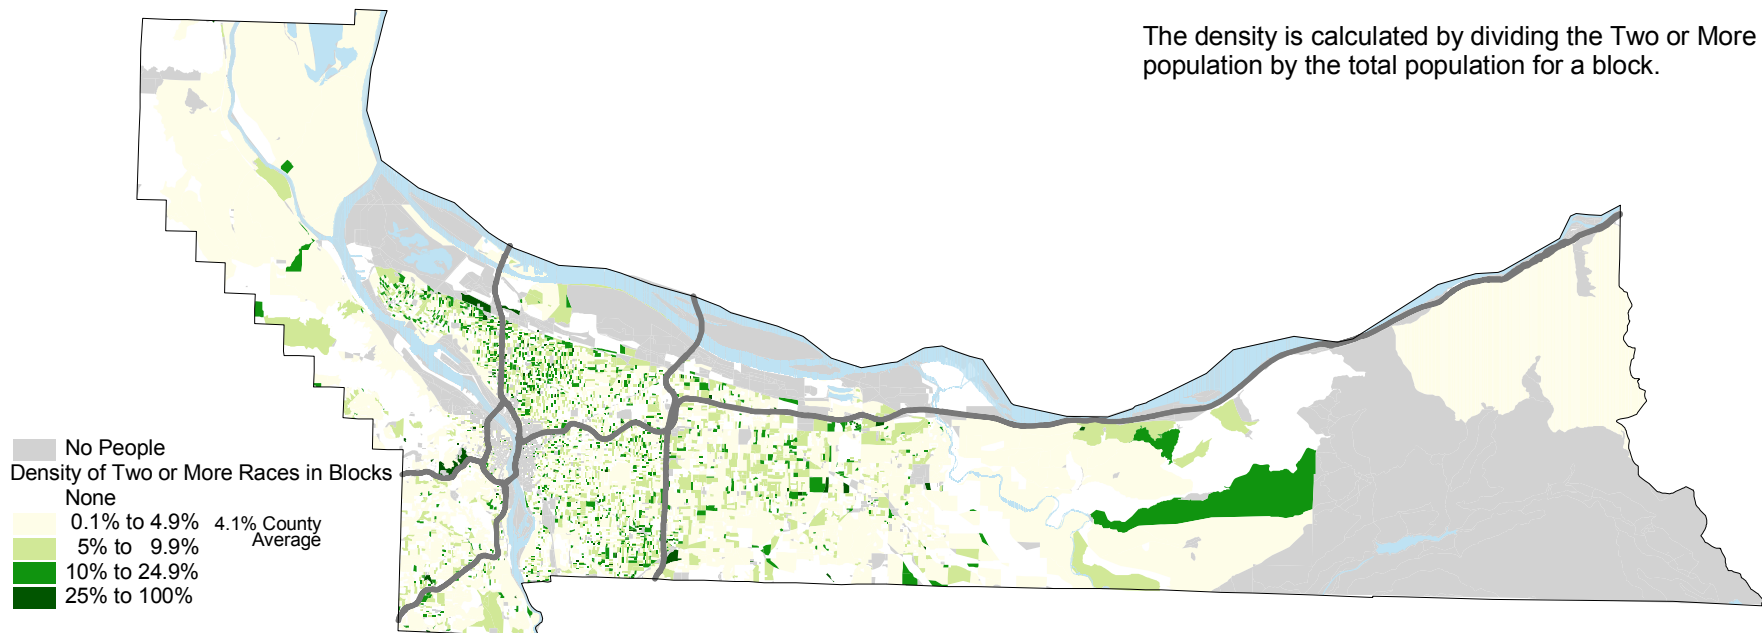 The density is calculated by dividing the Two or More
population by the total population for a block.
No People
Density of Two or More Races in Blocks
None
0.1% to 4.9%
4.1% County
Average
5% to 9.9%
10% to 24.9%
25% to 100%